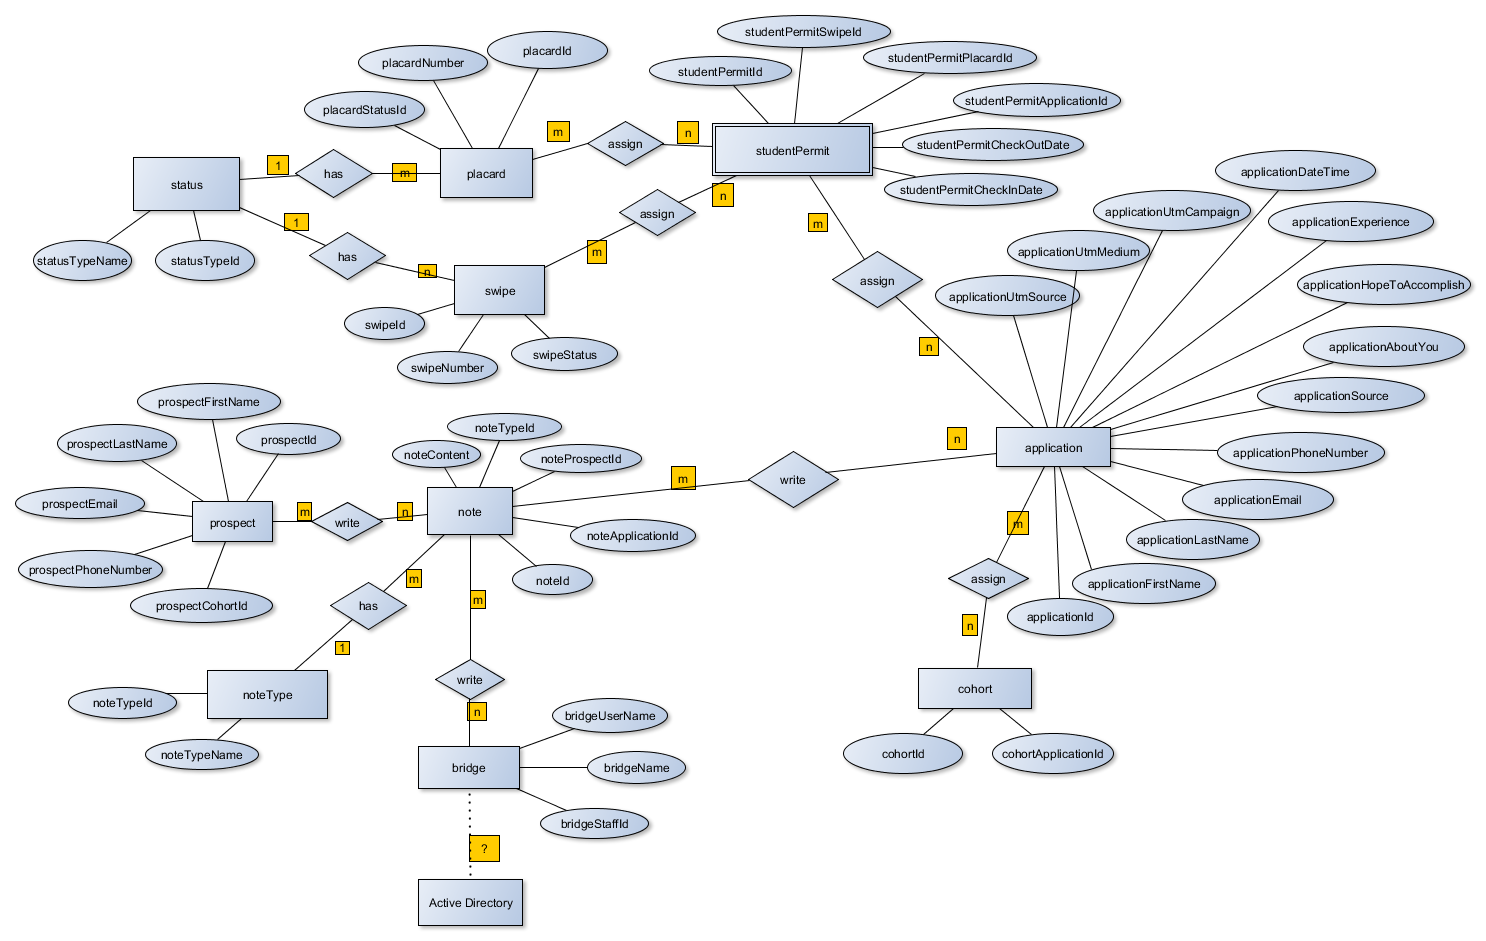 studentPermitSwipeId
placardId
placardNumber
studentPermitPlacardId
studentPermitId
studentPermitApplicationId
placardStatusId
m
n
assign
studentPermit
studentPermitCheckOutDate
1
has
m
placard
status
studentPermitCheckInDate
applicationDateTime
n
assign
applicationUtmCampaign
1
m
applicationExperience
has
m
applicationUtmMedium
statusTypeName
statusTypeId
n
assign
swipe
applicationHopeToAccomplish
applicationUtmSource
swipeId
n
applicationAboutYou
swipeStatus
swipeNumber
applicationSource
prospectFirstName
noteTypeId
prospectLastName
prospectId
noteContent
noteProspectId
n
application
applicationPhoneNumber
m
write
prospectEmail
applicationEmail
m
n
note
prospect
write
m
noteApplicationId
applicationLastName
prospectPhoneNumber
m
noteId
assign
applicationFirstName
prospectCohortId
has
m
applicationId
n
1
write
noteType
cohort
noteTypeId
n
bridgeUserName
noteTypeName
cohortId
cohortApplicationId
bridge
bridgeName
bridgeStaffId
?
Active Directory